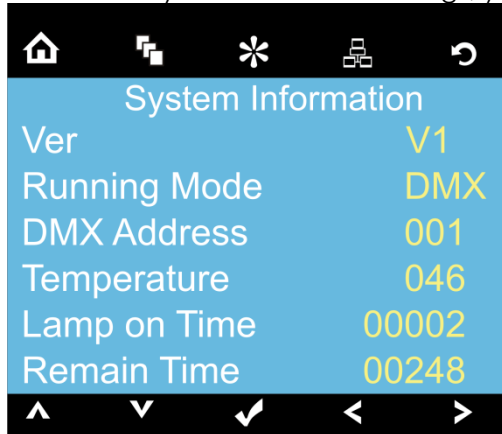 System Information
Ver V1
Running Mode DMX
DMX Address 001
Temperature 046
Lamp on Time 00002
Remain Time 00248